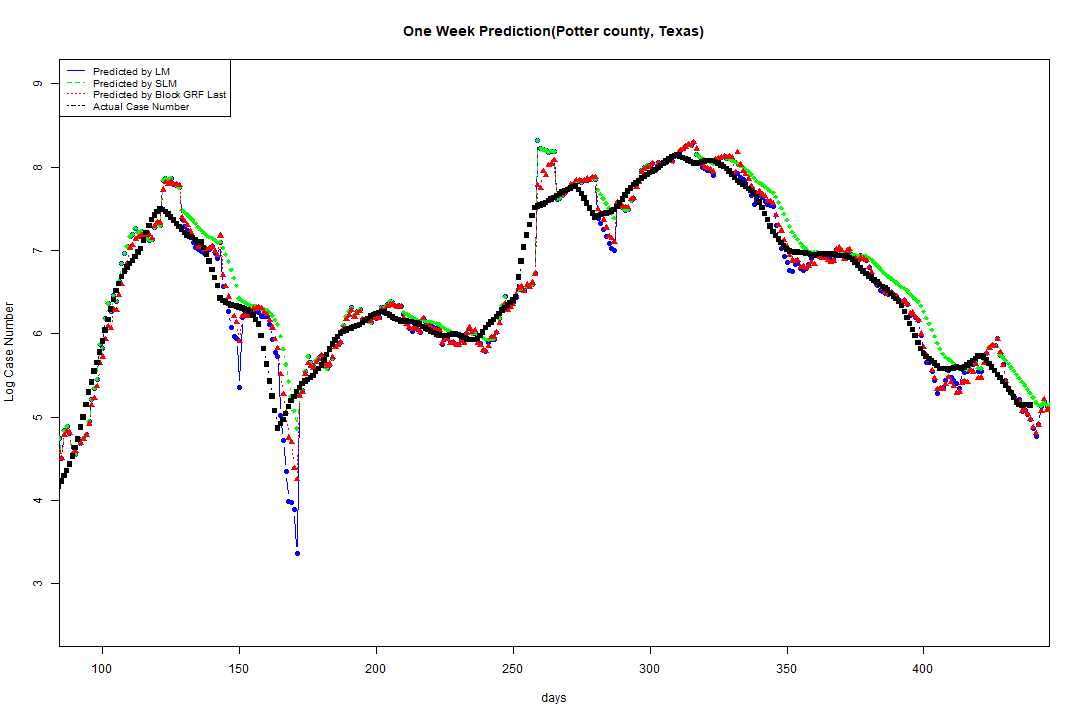 One Week Prediction(Potter county, Texas)
Predicted by LM
Predicted by SLM
Predicted by Block GRF Last
Actual Case Number
Log Case Number
9
8
7
6
5
4
3
100 150 200 250 300 350 400
days